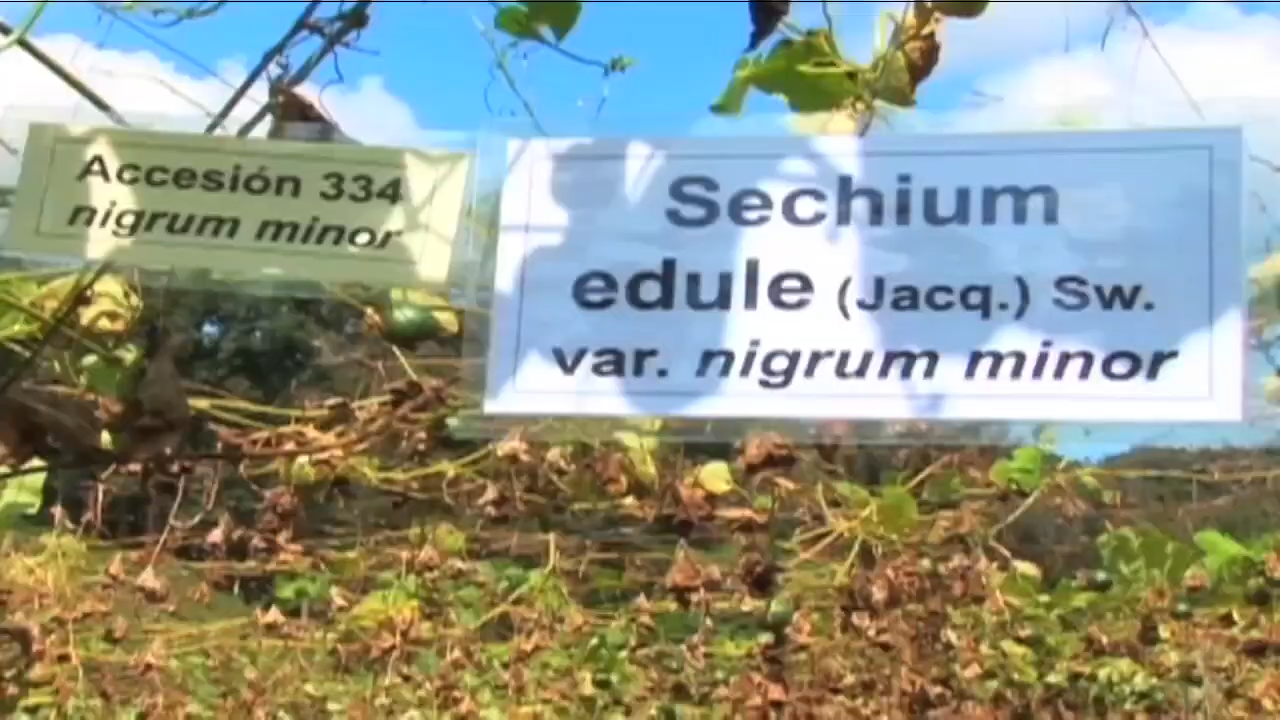 Accesión 334
nigrum minor
Sechium
edule (Jacq.) Sw.
var. nigrum minor